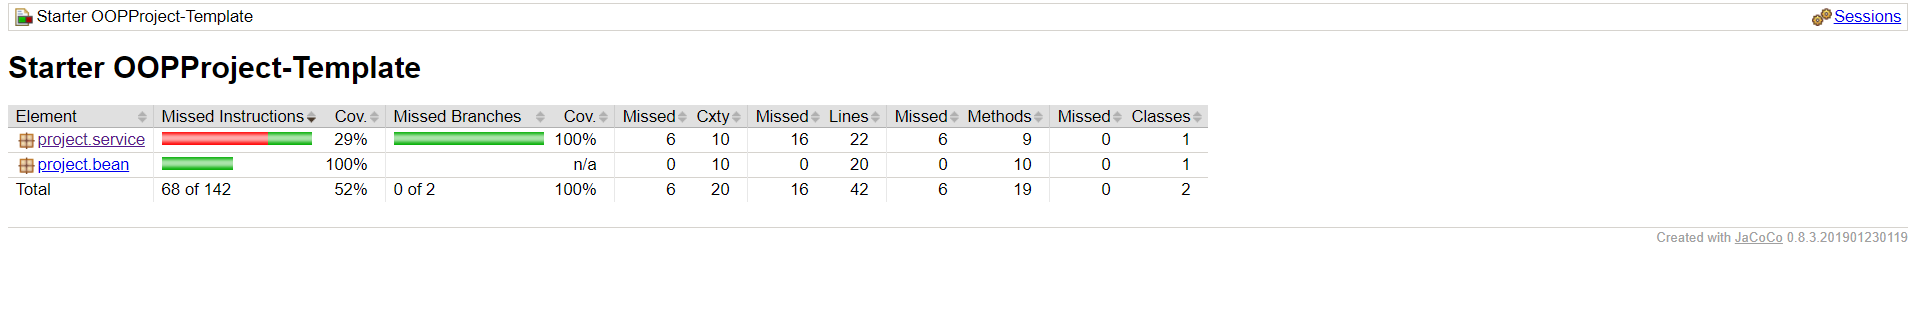 Starter OOPProject-Template Sessions
Starter OOPProject-Template
Element Missed Instructions Cov. Missed Branches Cov. Missed Cxty Missed Lines Missed Methods Missed Classes
project.service 29% 100% 6 10 16 22 6 9 0 1
project.bean 100% n/a 0 10 0 20 0 10 0 1
Total 68 of 142 52% 0 of 2 100% 6 20 16 42 6 19 0 2
Created with JaCoCo 0.8.3.201901230119